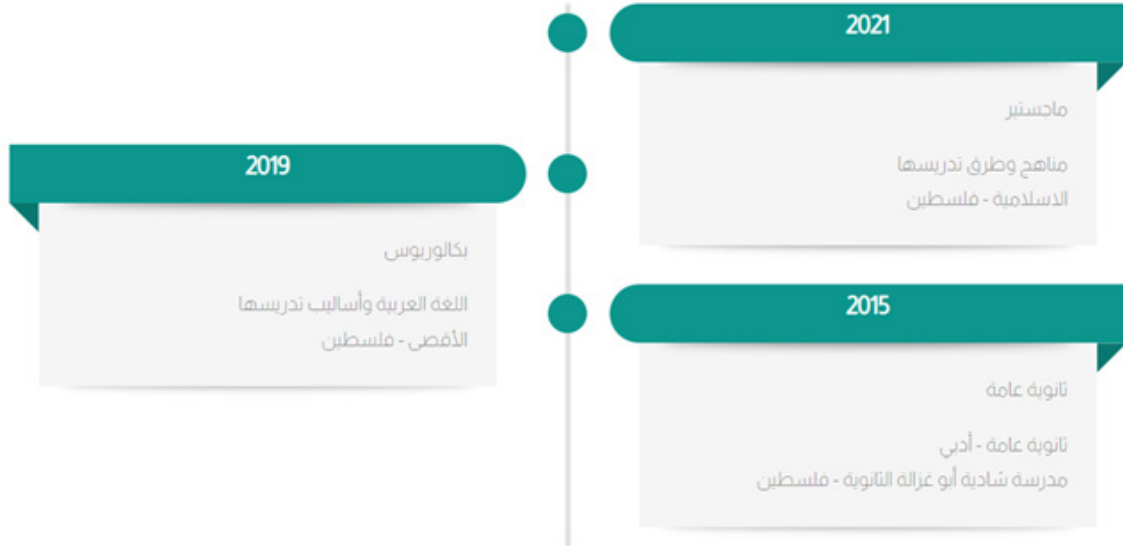 2021
ماجستير
مناهج وطرق تدريسها
الاسلامية - فلسطين
2019
بكالوريوس
اللغة العربية وأساليب تدريسها
الأقصى - فلسطين
2015
ثانوية عامة
ثانوية عامة - أدبي
مدرسة شادية أبو غزالة الثانوية - فلسطين